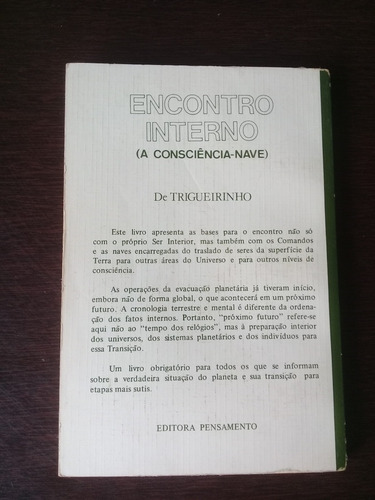 ENCONTRO
INTERNO
(A CONSCIÊNCIA-NAVE)
De TRIGUEIRINHO
Este livro apresenta as bases para o encontro não só
com o próprio Ser Interior, mas também com os Comandos
e as naves encarregadas do traslado de seres da superfície da
Terra para outras áreas do Universo e para outros níveis de
consciência.
As operações da evacuação planetária já tiveram início,
embora não de forma global, o que acontecerá em um próximo
futuro. A cronologia terrestre e mental é diferente da ordena-
ção dos fatos internos. Portanto, “próximo futuro” refere-se
aqui não ao “tempo dos relógios”, mas à preparação interior
dos universos, dos sistemas planetários e dos indivíduos para
essa Transição.
Um livro obrigatório para todos os que se informam
sobre a verdadeira situação do planeta e sua transição para
etapas mais sutis.
EDITORA PENSAMENTO